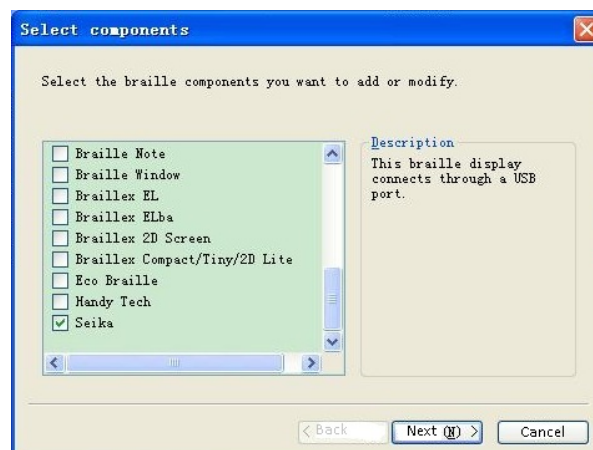 Select components
Select the braille components you want to add or modify.
Braille Note
Braille Window
Braillex EL
Braillex ELba
Braillex 2D Screen
Braillex Compact/Tiny/2D Lite
Eco Braille
Handy Tech
Seika
Description
This braille display
connects through a USB
port.
< Back
Next (N) >
Cancel